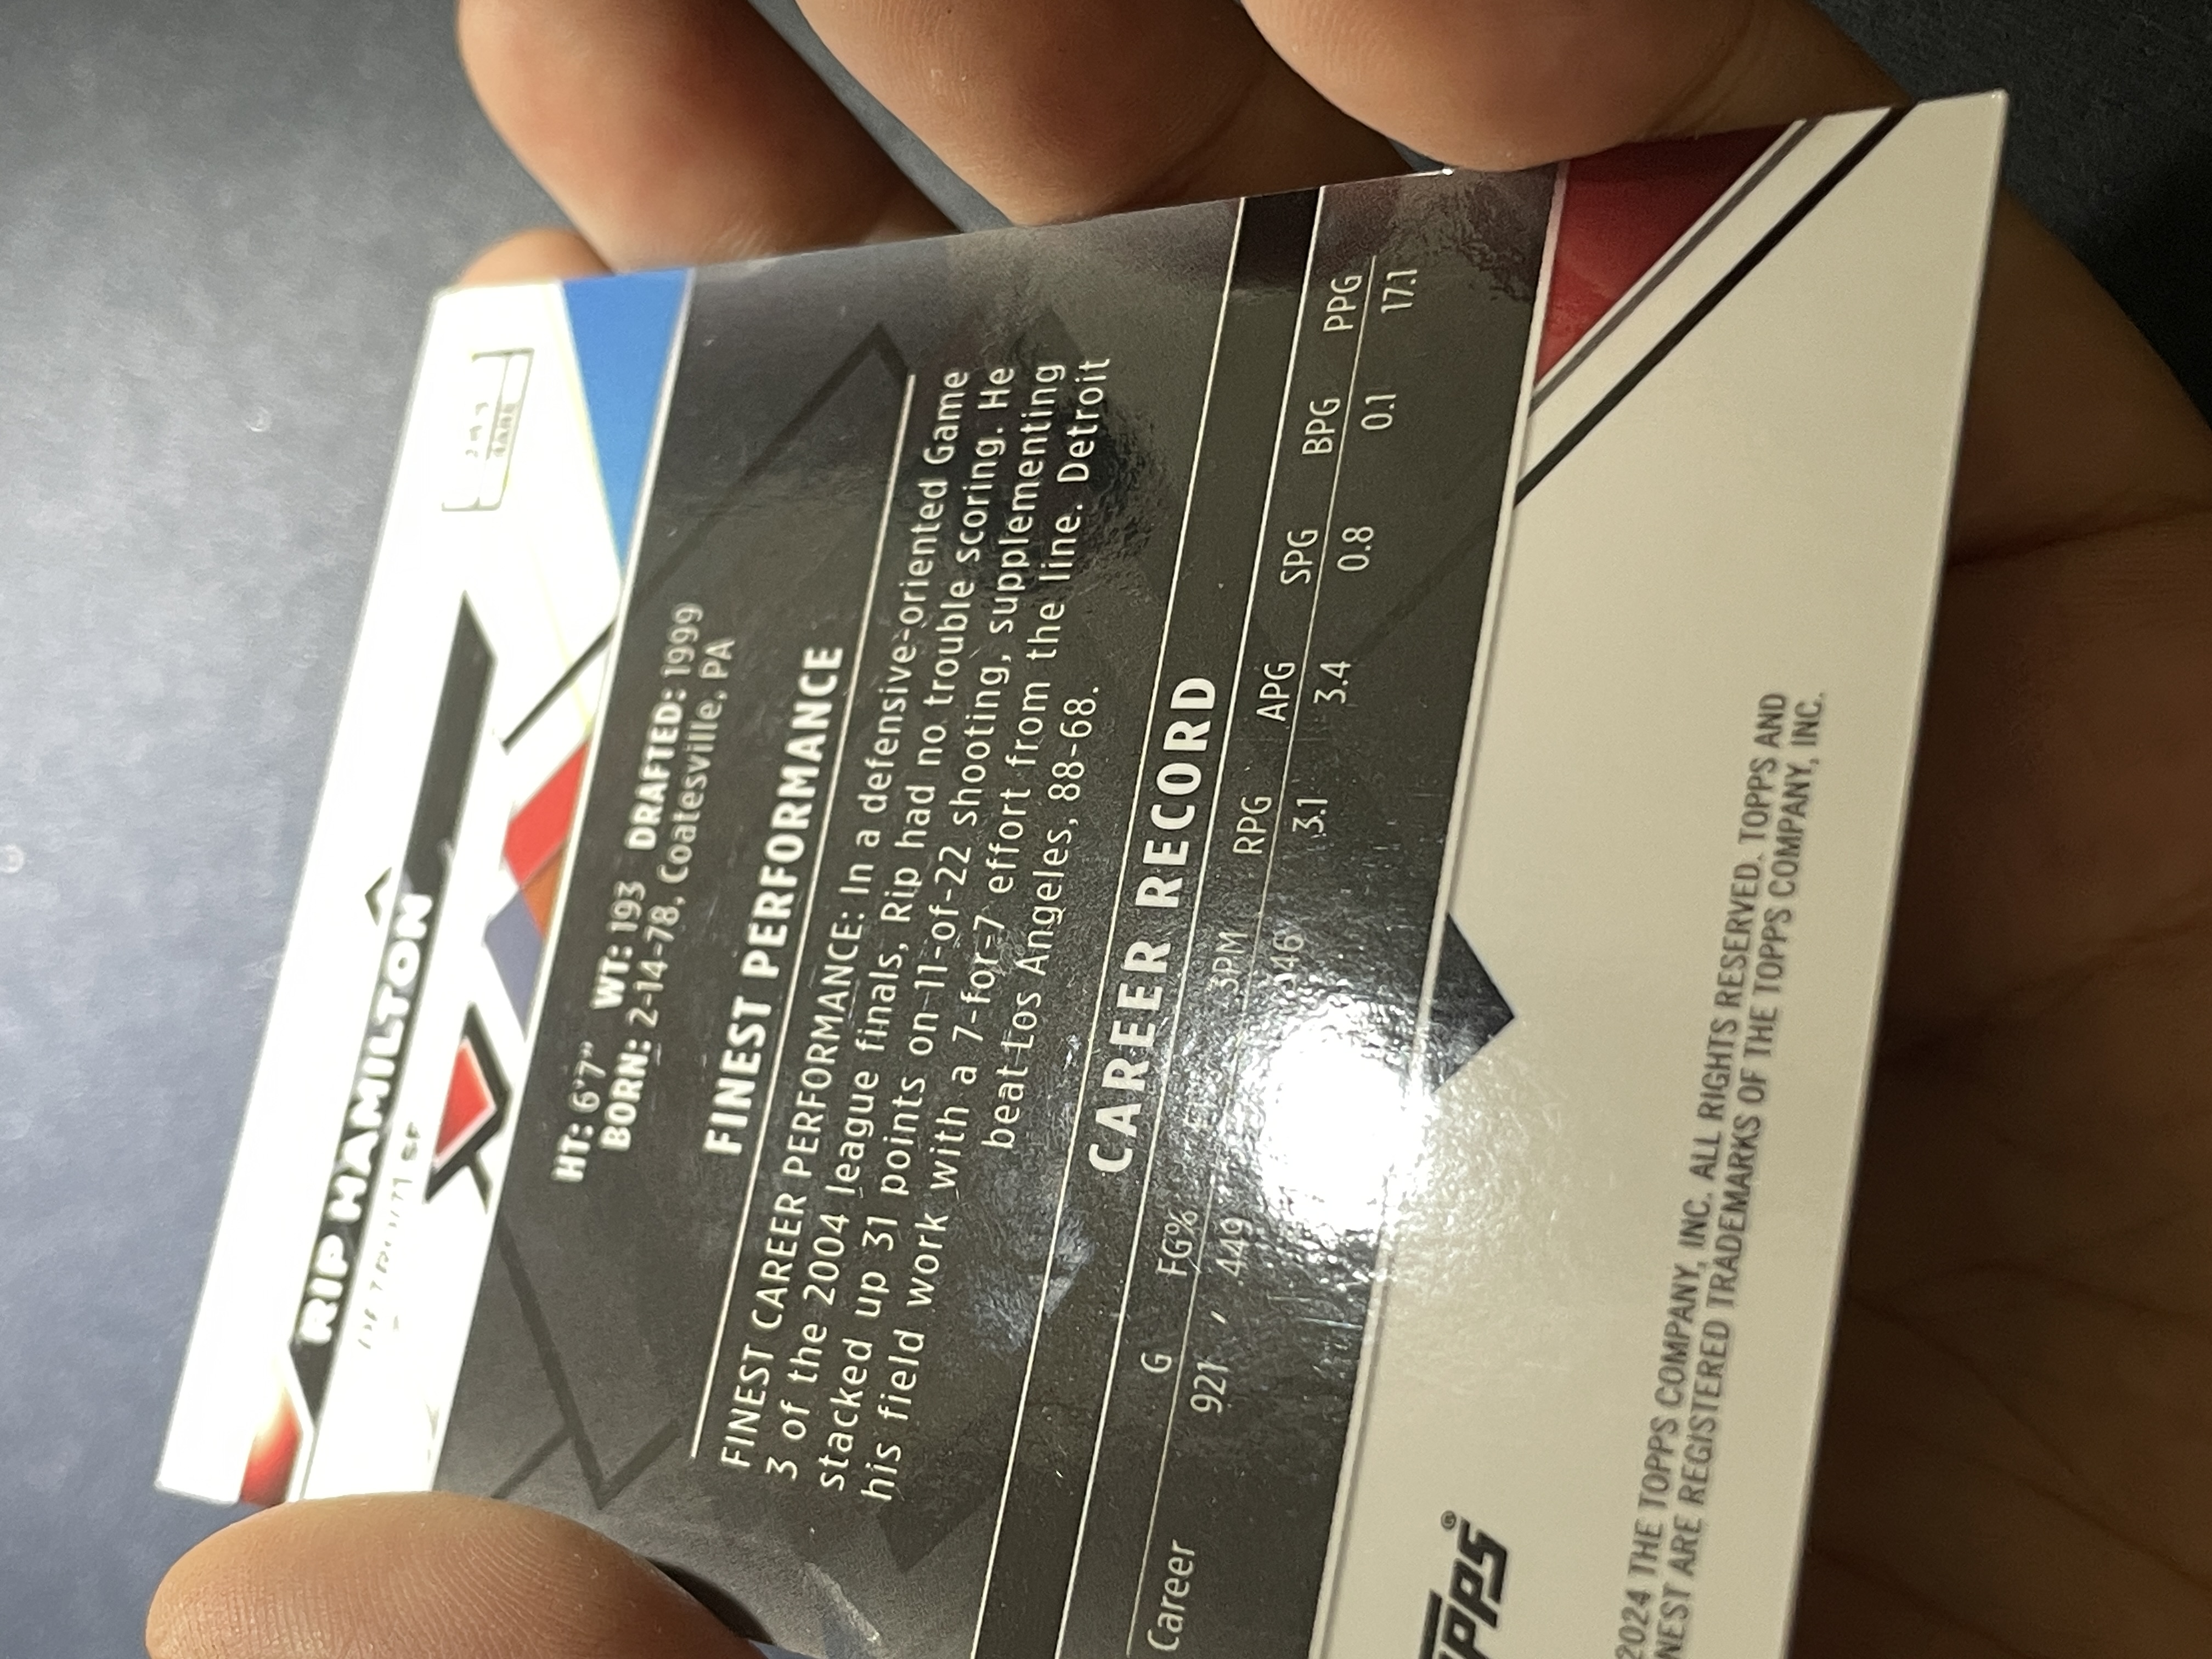 RIP HAMILTON
HT: 6'7" WT: 193 DRAFTED: 1999
BORN: 2-14-78, Coatesville, PA
FINEST PERFORMANCE
FINEST CAREER PERFORMANCE: In a defensive-oriented Game
3 of the 2004 league finals, Rip had no trouble scoring. He
stacked up 31 points on 11-of-22 shooting, supplementing
his field work with a 7-for-7 effort from the line. Detroit
beat Los Angeles, 88-68.
CAREER RECORD
G FG% 3PM RPG APG SPG BPG PPG
Career 921 .449 3.1 3.4 0.8 0.1 17.1
2024 THE TOPPS COMPANY, INC. ALL RIGHTS RESERVED. TOPPS AND
ARE REGISTERED TRADEMARKS OF THE TOPPS COMPANY, INC.